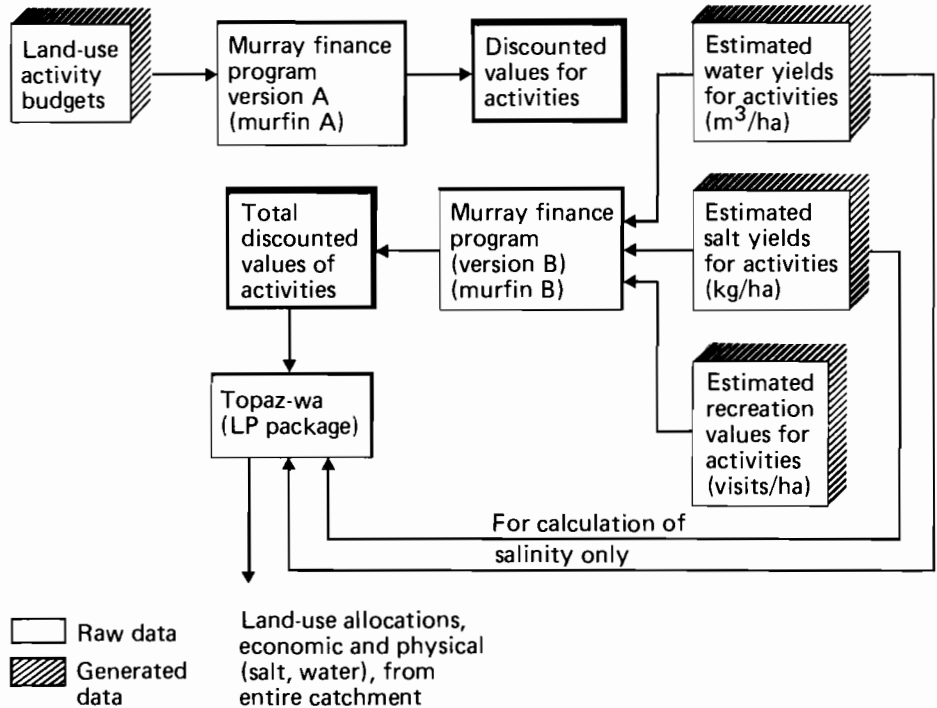 Land-use
activity
budgets
Murray finance
program
version A
(murfin A)
Discounted
values for
activities
Estimated
water yields
for activities
(m³/ha)
Total
discounted
values of
activities
Murray finance
program
(version B)
(murfin B)
Estimated
salt yields
for activities
(kg/ha)
Topaz-wa
(LP package)
Estimated
recreation
values for
activities
(visits/ha)
For calculation of
salinity only
Raw data
Generated
data
Land-use allocations,
economic and physical
(salt, water), from
entire catchment